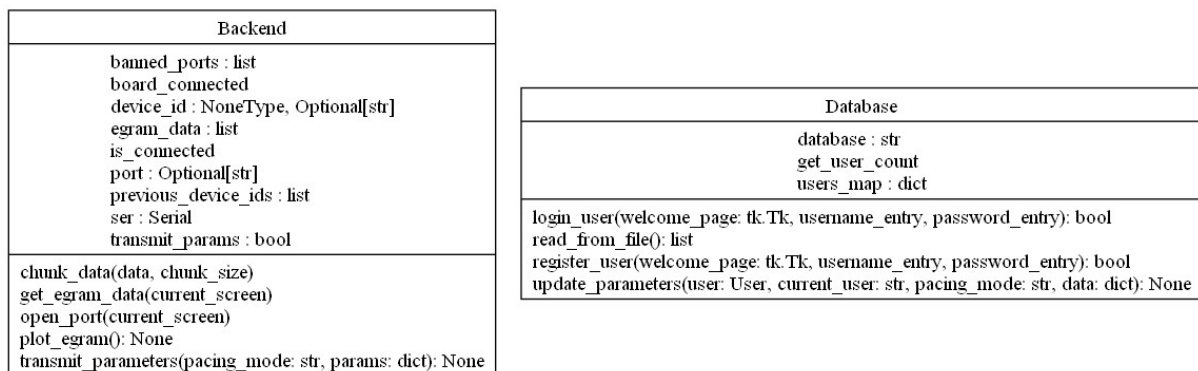 Backend
banned_ports : list
board_connected
device_id : NoneType, Optional[str]
egram_data : list
is_connected
port : Optional[str]
previous_device_ids : list
ser : Serial
transmit_params : bool
chunk_data(data, chunk_size)
get_egram_data(current_screen)
open_port(current_screen)
plot_egram(): None
transmit_parameters(pacing_mode: str, params: dict): None
Database
database : str
get_user_count
users_map : dict
login_user(welcome_page: tk.Tk, username_entry, password_entry): bool
read_from_file(): list
register_user(welcome_page: tk.Tk, username_entry, password_entry): bool
update_parameters(user: User, current_user: str, pacing_mode: str, data: dict): None